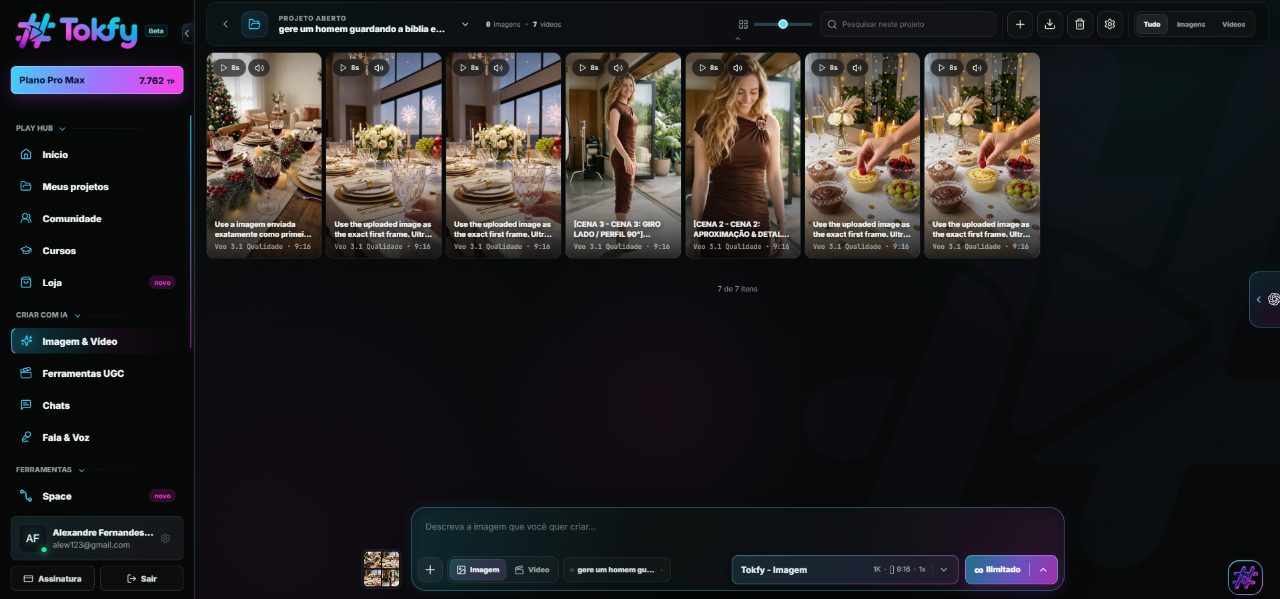 Tokfy
Beta
Plano Pro Max
7.762 TP
PLAY HUB
Início
Meus projetos
Comunidade
Cursos
Loja
novo
CRIAR COM IA
Imagem & Vídeo
Ferramentas UGC
Chats
Fala & Voz
FERRAMENTAS
Space
novo
AF
Alexandre Fernandes...
alew123@gmail.com
Assinatura
Sair
PROJETO ABERTO
gere um homem guardando a bíblia e...
0 imagens • 7 vídeos
Pesquisar neste projeto
Tudo
Imagens
Vídeos
8s
Use a imagem enviada
exatamente como primei...
Veo 3.1 Qualidade · 9:16
8s
Use the uploaded image as
the exact first frame. Ultr...
Veo 3.1 Qualidade · 9:16
8s
Use the uploaded image as
the exact first frame. Ultr...
Veo 3.1 Qualidade · 9:16
8s
[CENA 3 - CENA 3: GIRO
LADO / PERFIL 90°]...
Veo 3.1 Qualidade · 9:16
8s
[CENA 2 - CENA 2:
APROXIMAÇÃO & DETAL...
Veo 3.1 Qualidade · 9:16
8s
Use the uploaded image as
the exact first frame. Ultr...
Veo 3.1 Qualidade · 9:16
8s
Use the uploaded image as
the exact first frame. Ultr...
Veo 3.1 Qualidade · 9:16
7 de 7 itens
Descreva a imagem que você quer criar...
Imagem
Vídeo
gere um homem gu...
Tokfy - Imagem
1K · 9:16 · 1x
∞ Ilimitado